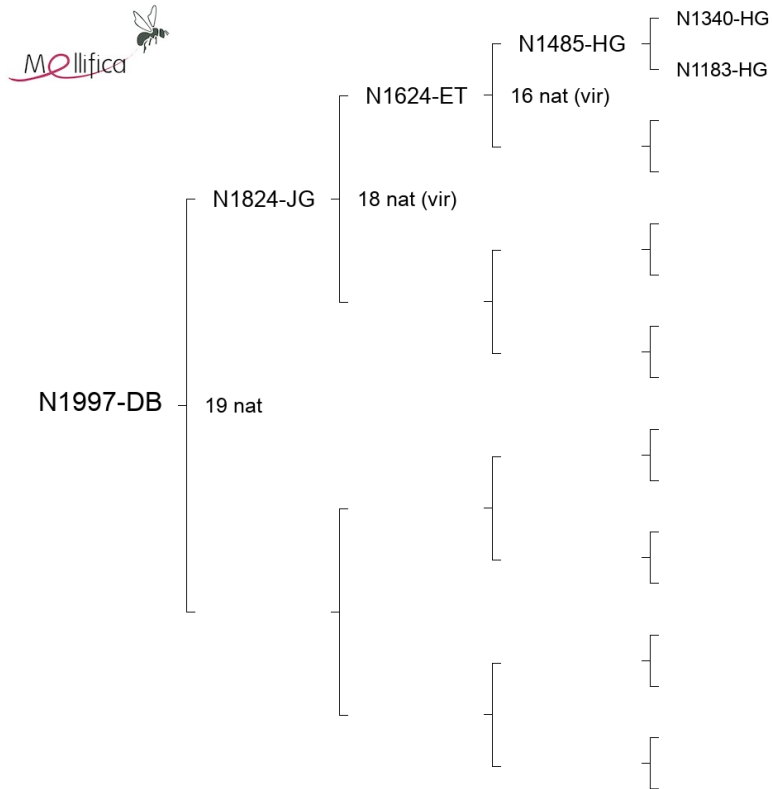 Mellifica
N1340-HG
N1485-HG
N1183-HG
N1624-ET
16 nat (vir)
N1824-JG
18 nat (vir)
N1997-DB
19 nat